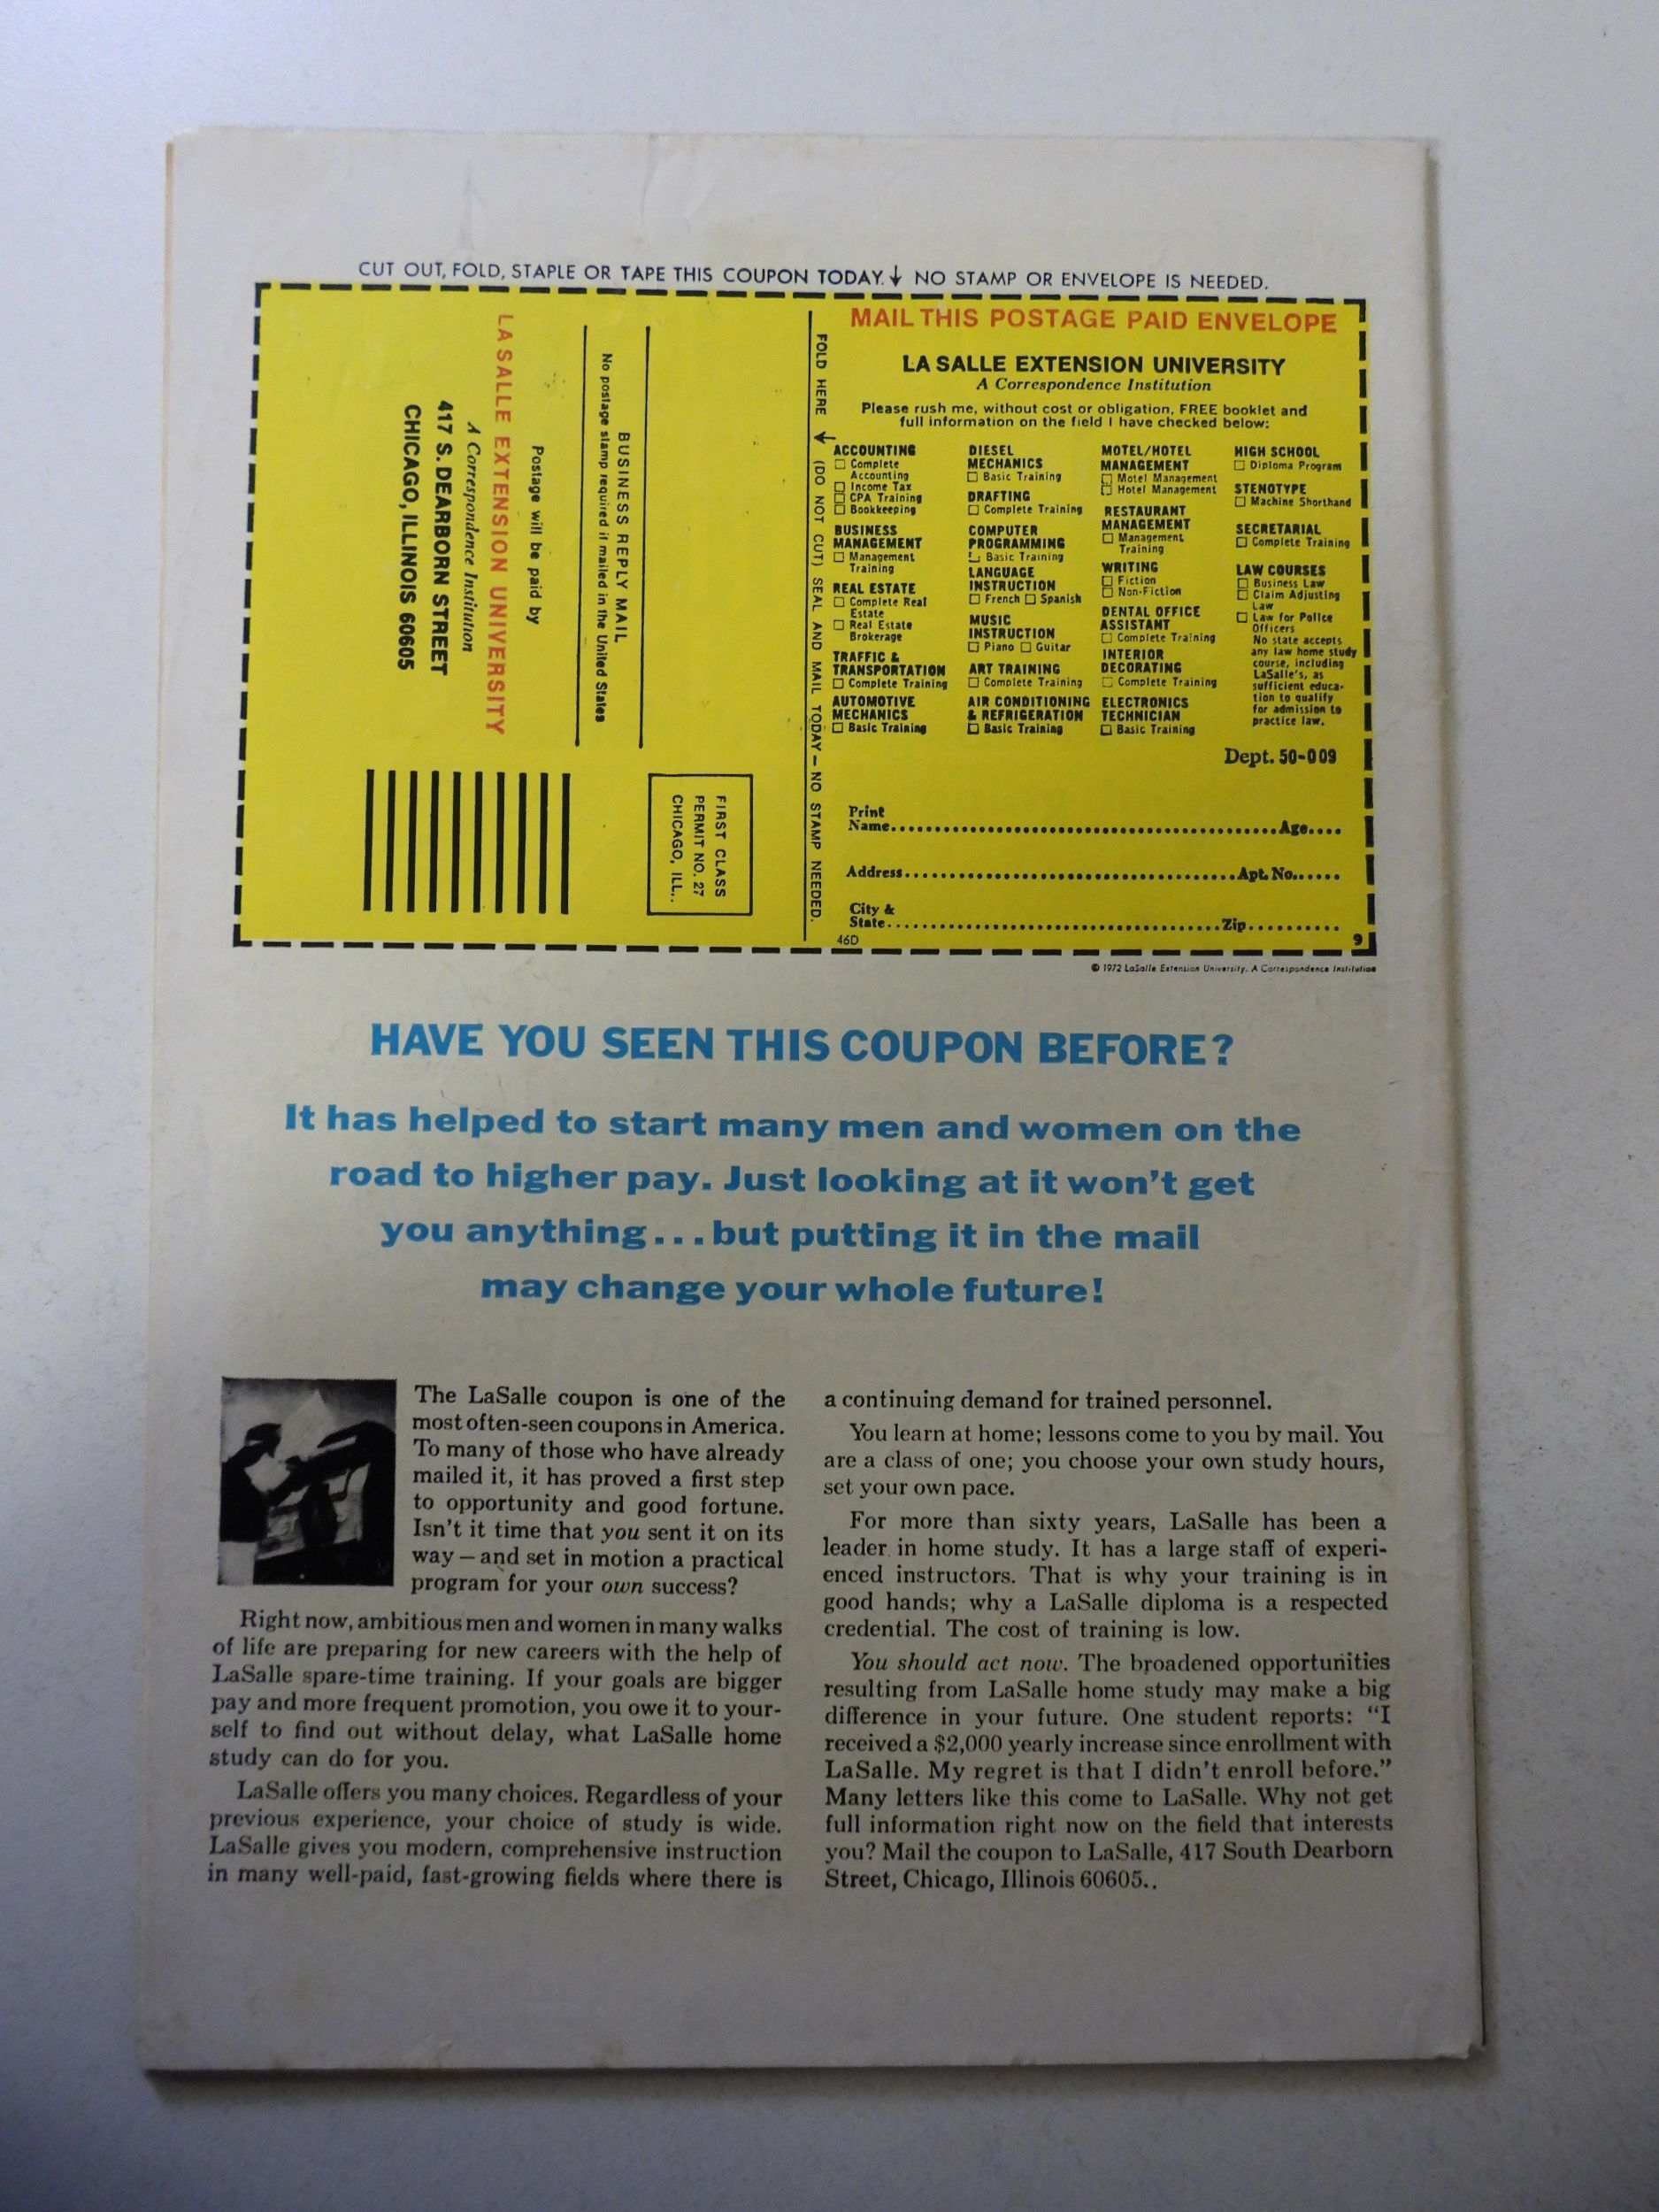 CUT OUT, FOLD, STAPLE OR TAPE THIS COUPON TODAY. ↓ NO STAMP OR ENVELOPE IS NEEDED.
No postage stamp required if mailed in the United States
BUSINESS REPLY MAIL
Postage will be paid by
LA SALLE EXTENSION UNIVERSITY
A Correspondence Institution
417 S. DEARBORN STREET
CHICAGO, ILLINOIS 60605
FIRST CLASS
PERMIT NO. 27
CHICAGO, ILL..
FOLD HERE ← (DO NOT CUT) SEAL AND MAIL TODAY — NO STAMP NEEDED.
MAIL THIS POSTAGE PAID ENVELOPE
LA SALLE EXTENSION UNIVERSITY
A Correspondence Institution
Please rush me, without cost or obligation, FREE booklet and
full information on the field I have checked below:
ACCOUNTING
☐ Complete
Accounting
☐ Income Tax
☐ CPA Training
☐ Bookkeeping
BUSINESS
MANAGEMENT
☐ Management
Training
REAL ESTATE
☐ Complete Real
Estate
☐ Real Estate
Brokerage
TRAFFIC &
TRANSPORTATION
☐ Complete Training
AUTOMOTIVE
MECHANICS
☐ Basic Training
DIESEL
MECHANICS
☐ Basic Training
DRAFTING
☐ Complete Training
COMPUTER
PROGRAMMING
☐ Basic Training
LANGUAGE
INSTRUCTION
☐ French ☐ Spanish
MUSIC
INSTRUCTION
☐ Piano ☐ Guitar
ART TRAINING
☐ Complete Training
AIR CONDITIONING
& REFRIGERATION
☐ Basic Training
MOTEL/HOTEL
MANAGEMENT
☐ Motel Management
☐ Hotel Management
RESTAURANT
MANAGEMENT
☐ Management
Training
WRITING
☐ Fiction
☐ Non-Fiction
DENTAL OFFICE
ASSISTANT
☐ Complete Training
INTERIOR
DECORATING
☐ Complete Training
ELECTRONICS
TECHNICIAN
☐ Basic Training
HIGH SCHOOL
☐ Diploma Program
STENOTYPE
☐ Machine Shorthand
SECRETARIAL
☐ Complete Training
LAW COURSES
☐ Business Law
☐ Claim Adjusting
Law
☐ Law for Police
Officers
No state accepts
any law home study
course, including
LaSalle's, as
sufficient educa-
tion to qualify
for admission to
practice law.
Dept. 50-009
Print
Name........................................Age....
Address........................................Apt. No......
City &
State........................................Zip..........
46D 9
© 1972 LaSalle Extension University. A Correspondence Institution
HAVE YOU SEEN THIS COUPON BEFORE?
It has helped to start many men and women on the
road to higher pay. Just looking at it won't get
you anything...but putting it in the mail
may change your whole future!
The LaSalle coupon is one of the
most often-seen coupons in America.
To many of those who have already
mailed it, it has proved a first step
to opportunity and good fortune.
Isn't it time that you sent it on its
way—and set in motion a practical
program for your own success?
Right now, ambitious men and women in many walks
of life are preparing for new careers with the help of
LaSalle spare-time training. If your goals are bigger
pay and more frequent promotion, you owe it to your-
self to find out without delay, what LaSalle home
study can do for you.
LaSalle offers you many choices. Regardless of your
previous experience, your choice of study is wide.
LaSalle gives you modern, comprehensive instruction
in many well-paid, fast-growing fields where there is
a continuing demand for trained personnel.
You learn at home; lessons come to you by mail. You
are a class of one; you choose your own study hours,
set your own pace.
For more than sixty years, LaSalle has been a
leader in home study. It has a large staff of experi-
enced instructors. That is why your training is in
good hands; why a LaSalle diploma is a respected
credential. The cost of training is low.
You should act now. The broadened opportunities
resulting from LaSalle home study may make a big
difference in your future. One student reports: "I
received a $2,000 yearly increase since enrollment with
LaSalle. My regret is that I didn't enroll before."
Many letters like this come to LaSalle. Why not get
full information right now on the field that interests
you? Mail the coupon to LaSalle, 417 South Dearborn
Street, Chicago, Illinois 60605..